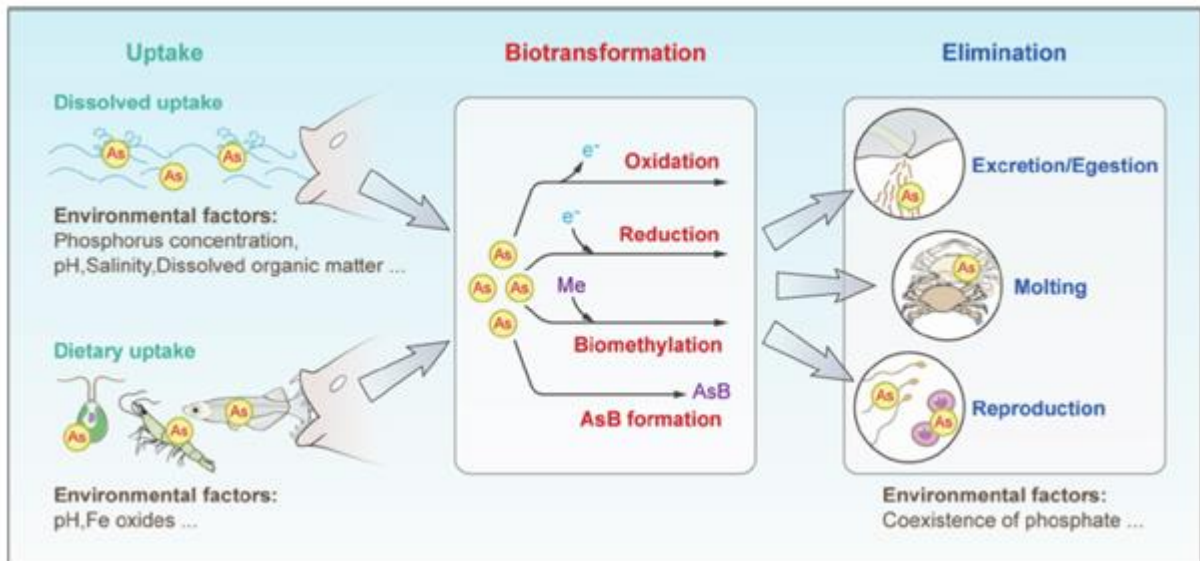 Uptake
Biotransformation
Elimination
Dissolved uptake
As
As
As
Environmental factors:
Phosphorus concentration,
pH,Salinity,Dissolved organic matter ...
Dietary uptake
As
As
As
Environmental factors:
pH,Fe oxides ...
As
As
As
As
e⁻
Oxidation
e⁻
Reduction
Me
Biomethylation
AsB
AsB formation
As
Excretion/Egestion
As
Molting
As
As
Reproduction
Environmental factors:
Coexistence of phosphate ...